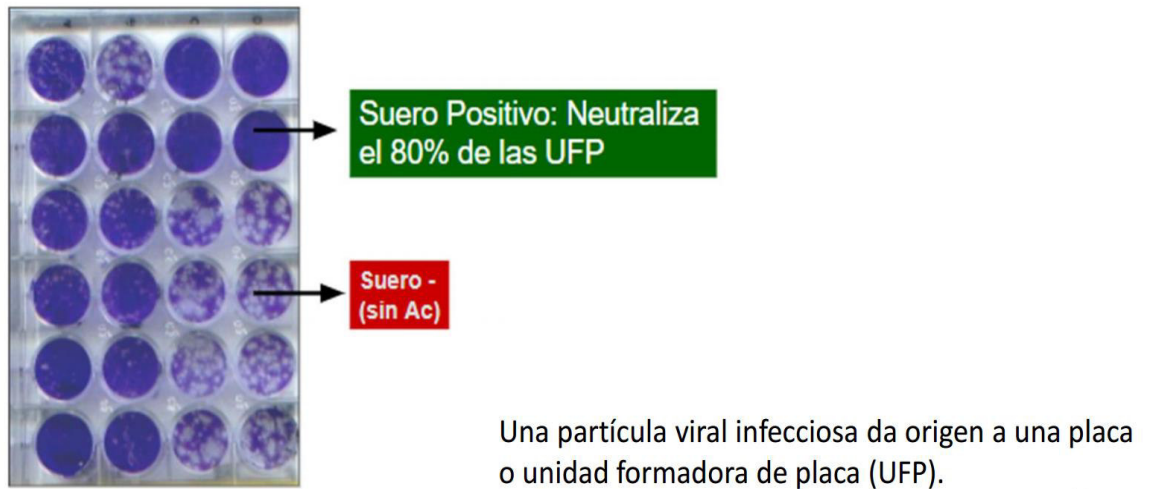 Suero Positivo: Neutraliza
el 80% de las UFP
Suero -
(sin Ac)
Una partícula viral infecciosa da origen a una placa
o unidad formadora de placa (UFP).